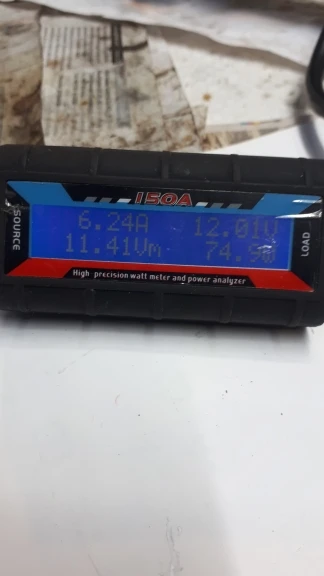 150A
SOURCE
6.24A 12.01V
11.41Vm 74.9W
LOAD
High precision watt meter and power analyzer